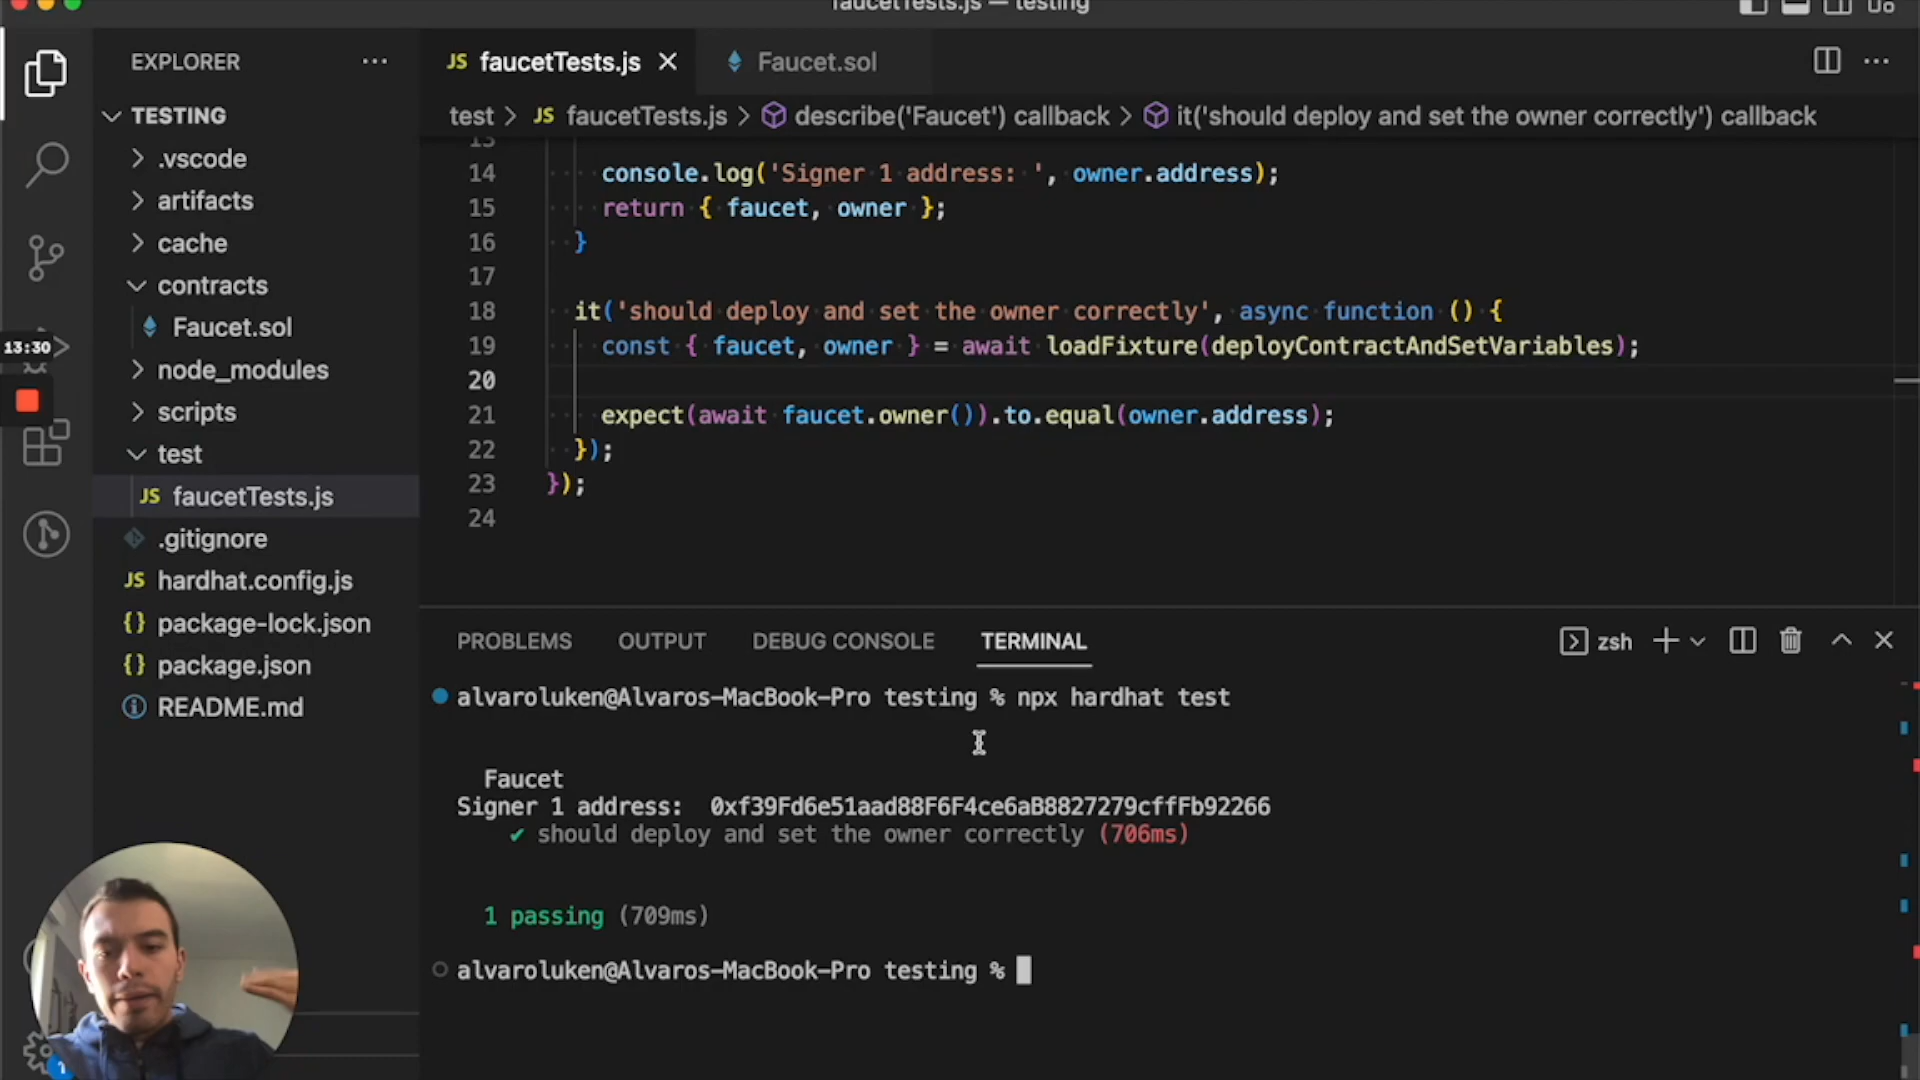 faucetTests.js — testing
EXPLORER
faucetTests.js
Faucet.sol
TESTING
test > JS faucetTests.js > describe('Faucet') callback > it('should deploy and set the owner correctly') callback
.vscode
artifacts
cache
contracts
Faucet.sol
node_modules
scripts
test
JS faucetTests.js
.gitignore
JS hardhat.config.js
{} package-lock.json
{} package.json
README.md
13:30
13
14 console.log('Signer 1 address: ', owner.address);
15 return { faucet, owner };
16 }
17
18 it('should deploy and set the owner correctly', async function () {
19 const { faucet, owner } = await loadFixture(deployContractAndSetVariables);
20
21 expect(await faucet.owner()).to.equal(owner.address);
22 });
23 });
24
PROBLEMS OUTPUT DEBUG CONSOLE TERMINAL zsh
alvaroluken@Alvaros-MacBook-Pro testing % npx hardhat test
Faucet
Signer 1 address: 0xf39Fd6e51aad88F6F4ce6aB8827279cffFb92266
✔ should deploy and set the owner correctly (706ms)
1 passing (709ms)
alvaroluken@Alvaros-MacBook-Pro testing %
1